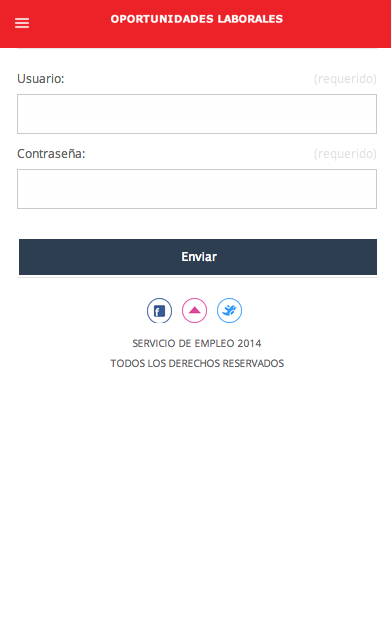 OPORTUNIDADES LABORALES
Usuario: (requerido)
Contraseña: (requerido)
Enviar
SERVICIO DE EMPLEO 2014
TODOS LOS DERECHOS RESERVADOS